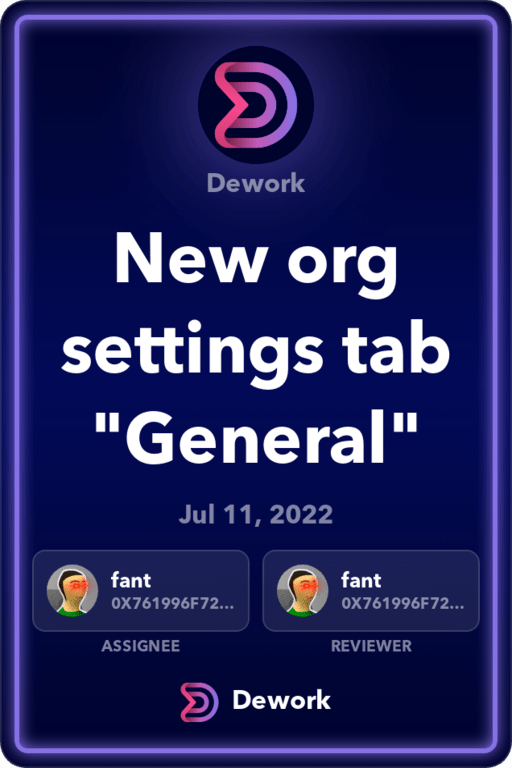 Dework
New org
settings tab
"General"
Jul 11, 2022
fant
0X761996F72...
ASSIGNEE
fant
0X761996F72...
REVIEWER
Dework